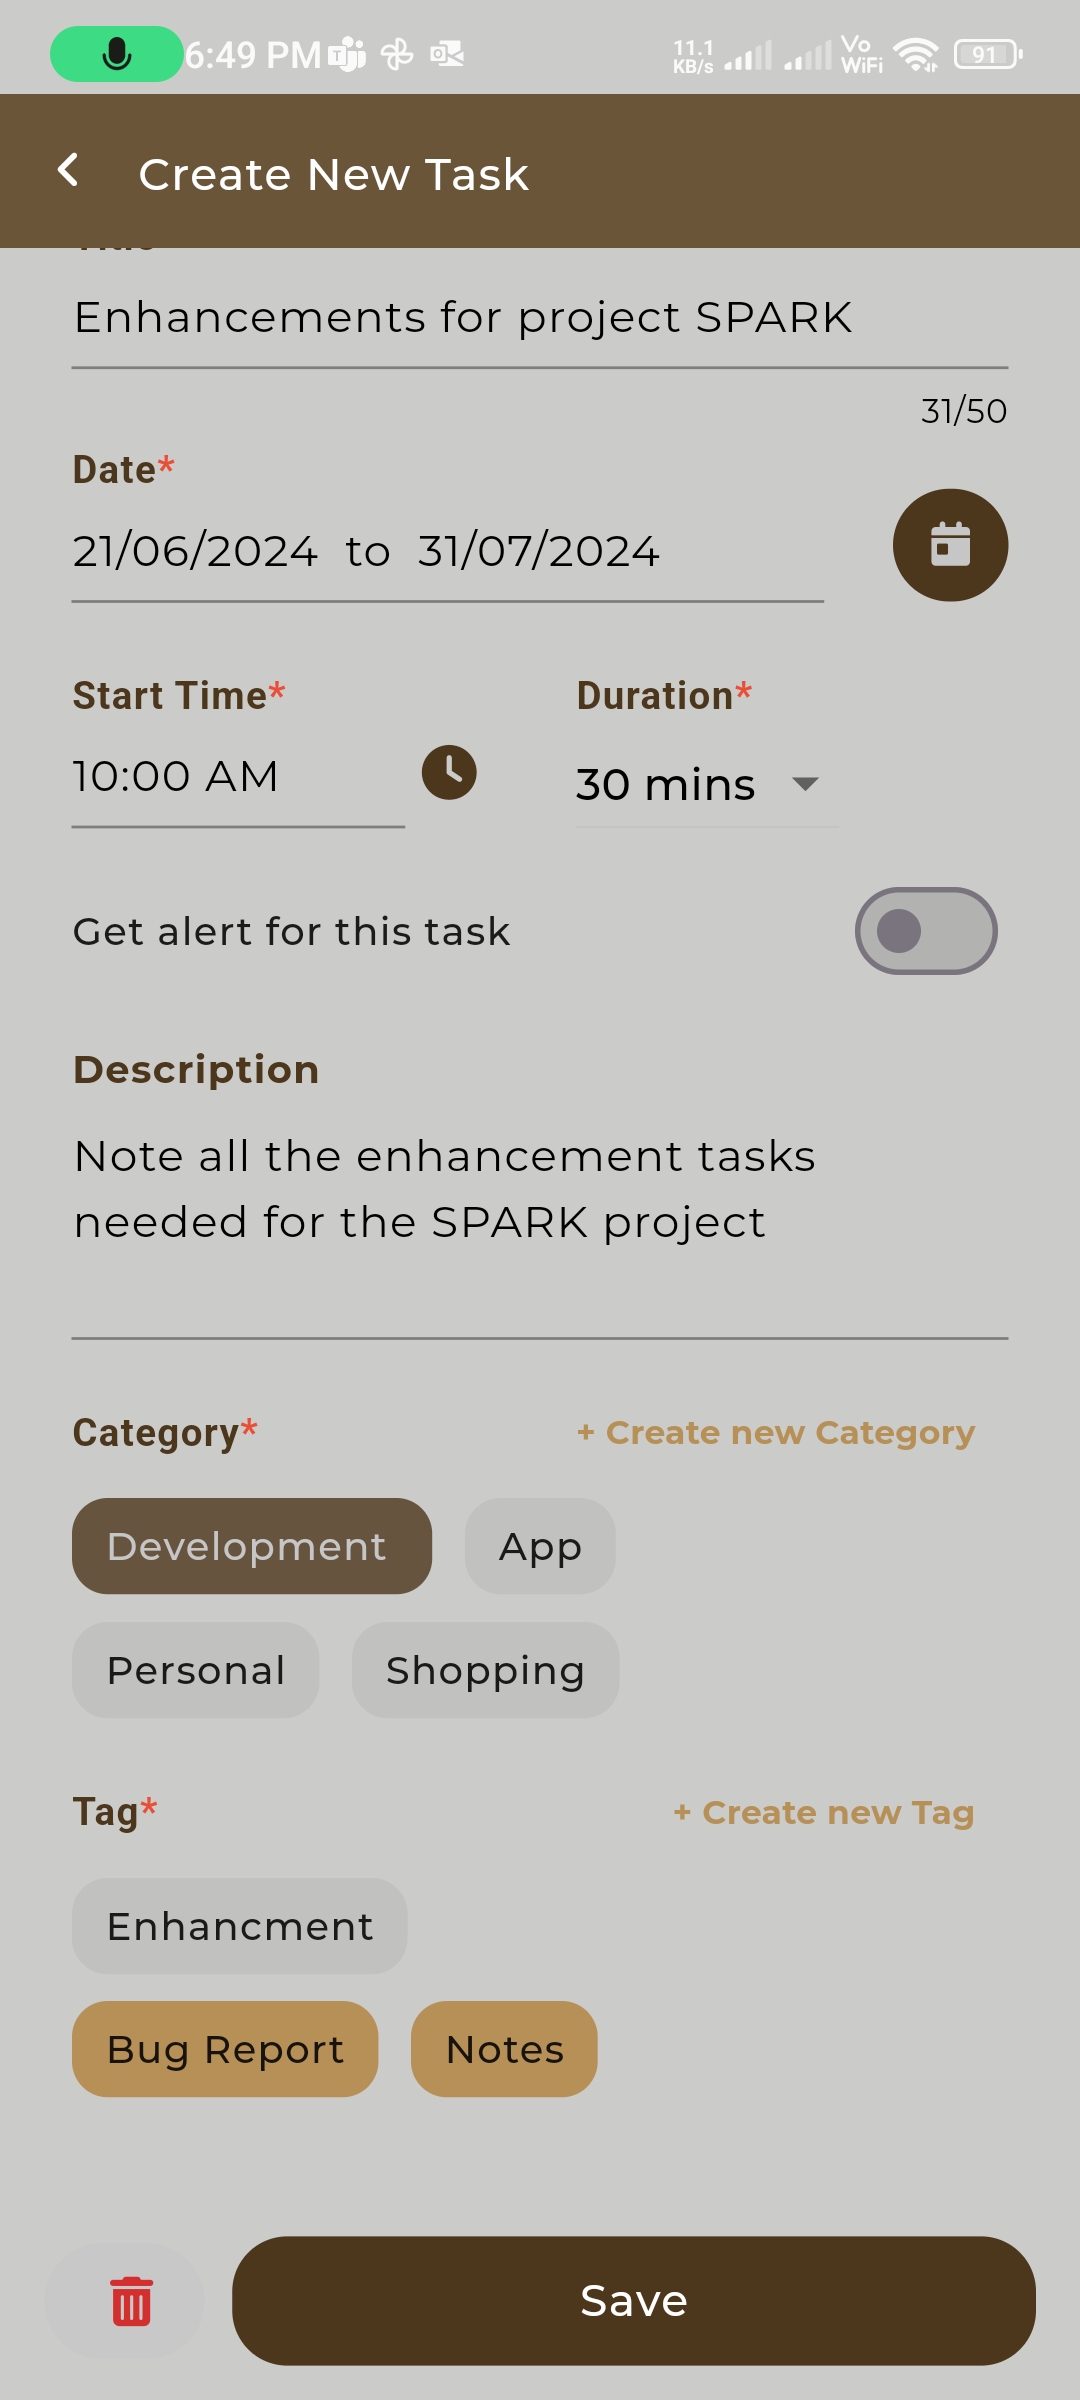 6:49 PM
11.1
KB/s
Vo
WiFi
91
Create New Task
Enhancements for project SPARK
31/50
Date*
21/06/2024 to 31/07/2024
Start Time* Duration*
10:00 AM 30 mins
Get alert for this task
Description
Note all the enhancement tasks
needed for the SPARK project
Category* + Create new Category
Development App
Personal Shopping
Tag* + Create new Tag
Enhancment
Bug Report Notes
Save